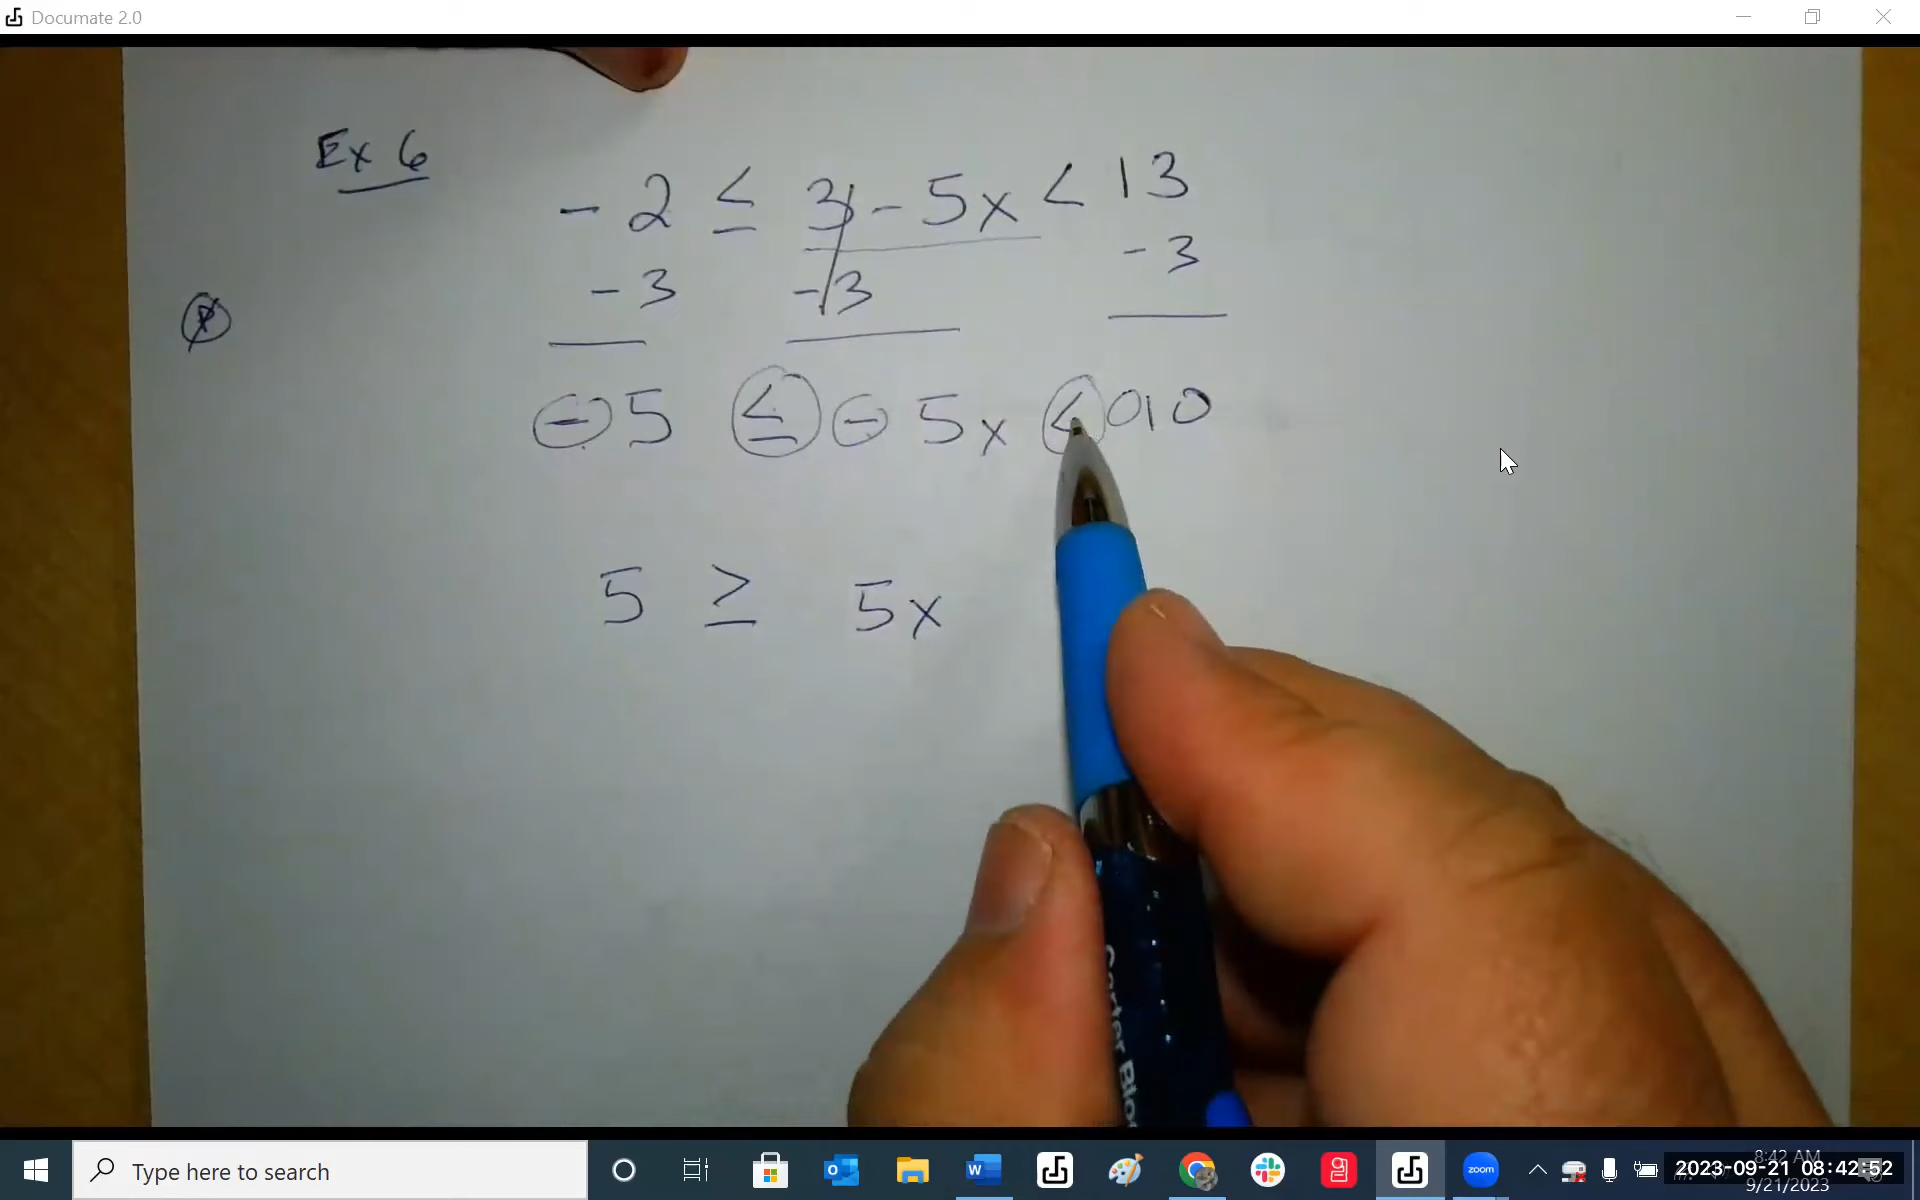 Documate 2.0
Ex 6
-2 ≤ 3 - 5x < 13
-3 -3 -3
-5 ≤ -5x < 10
5 ≥ 5x
Type here to search
zoom
8:42 AM
2023-09-21 08:42:52
9/21/2023